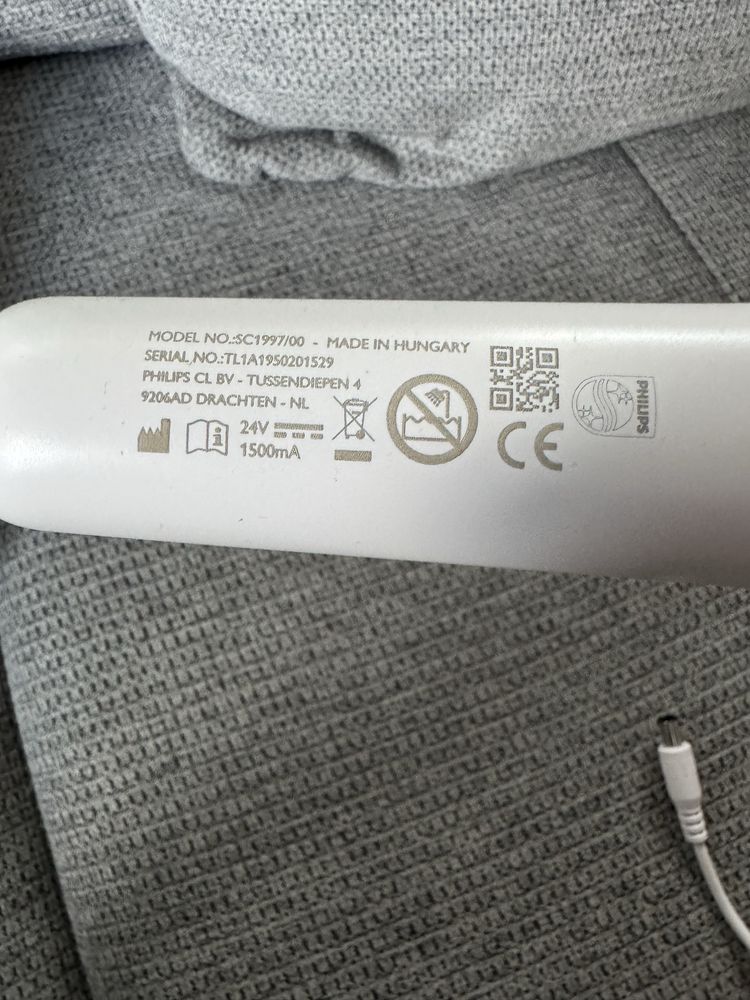 MODEL NO.:SC1997/00 - MADE IN HUNGARY
SERIAL NO.:TL1A1950201529
PHILIPS CL BV - TUSSENDIEPEN 4
9206AD DRACHTEN - NL
24V
1500mA
CE
PHILIPS